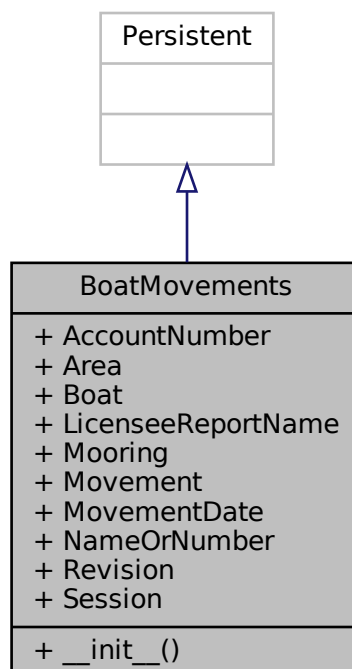 Persistent
BoatMovements
+ AccountNumber
+ Area
+ Boat
+ LicenseeReportName
+ Mooring
+ Movement
+ MovementDate
+ NameOrNumber
+ Revision
+ Session
+ __init__()